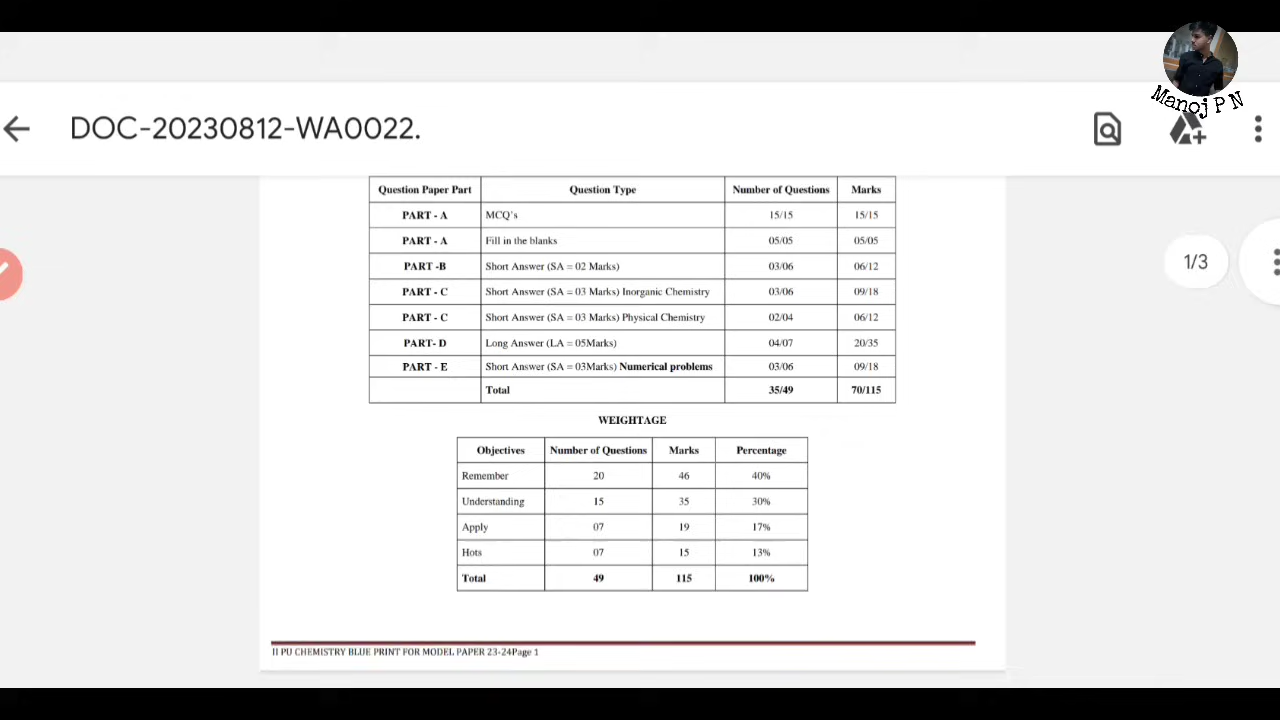 Manoj P N
DOC-20230812-WA0022.
1/3
Question Paper Part Question Type Number of Questions Marks
PART - A MCQ's 15/15 15/15
PART - A Fill in the blanks 05/05 05/05
PART -B Short Answer (SA = 02 Marks) 03/06 06/12
PART - C Short Answer (SA = 03 Marks) Inorganic Chemistry 03/06 09/18
PART - C Short Answer (SA = 03 Marks) Physical Chemistry 02/04 06/12
PART- D Long Answer (LA = 05Marks) 04/07 20/35
PART - E Short Answer (SA = 03Marks) Numerical problems 03/06 09/18
Total 35/49 70/115
WEIGHTAGE
Objectives Number of Questions Marks Percentage
Remember 20 46 40%
Understanding 15 35 30%
Apply 07 19 17%
Hots 07 15 13%
Total 49 115 100%
II PU CHEMISTRY BLUE PRINT FOR MODEL PAPER 23-24Page 1